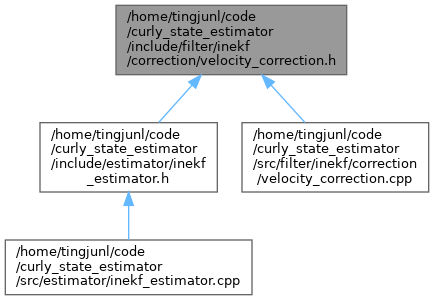 /home/tingjunl/code
/curly_state_estimator
/include/filter/inekf
/correction/velocity_correction.h
/home/tingjunl/code
/curly_state_estimator
/include/estimator/inekf
_estimator.h
/home/tingjunl/code
/curly_state_estimator
/src/filter/inekf/correction
/velocity_correction.cpp
/home/tingjunl/code
/curly_state_estimator
/src/estimator/inekf_estimator.cpp